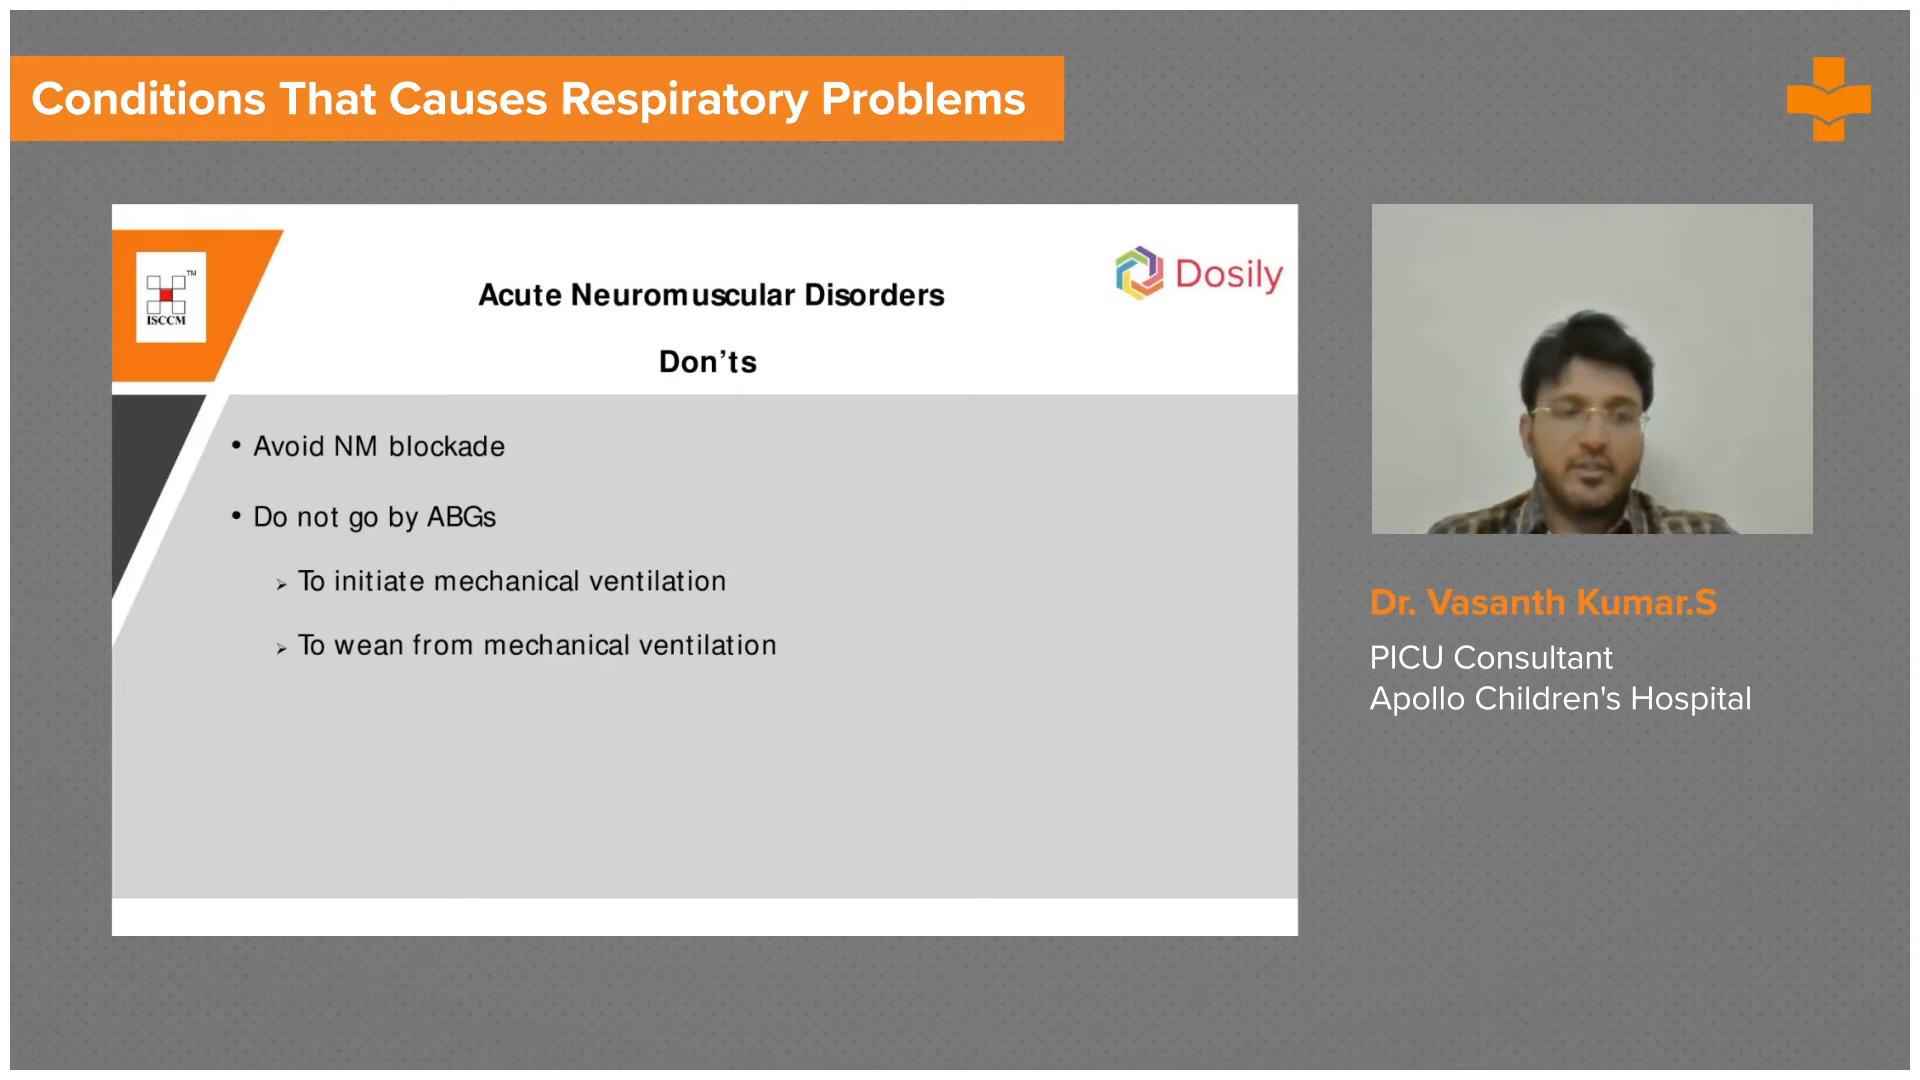 Conditions That Causes Respiratory Problems
TM
ISCCM
Acute Neuromuscular Disorders
Don'ts
Dosily
• Avoid NM blockade
• Do not go by ABGs
➢ To initiate mechanical ventilation
➢ To wean from mechanical ventilation
Dr. Vasanth Kumar.S
PICU Consultant
Apollo Children's Hospital